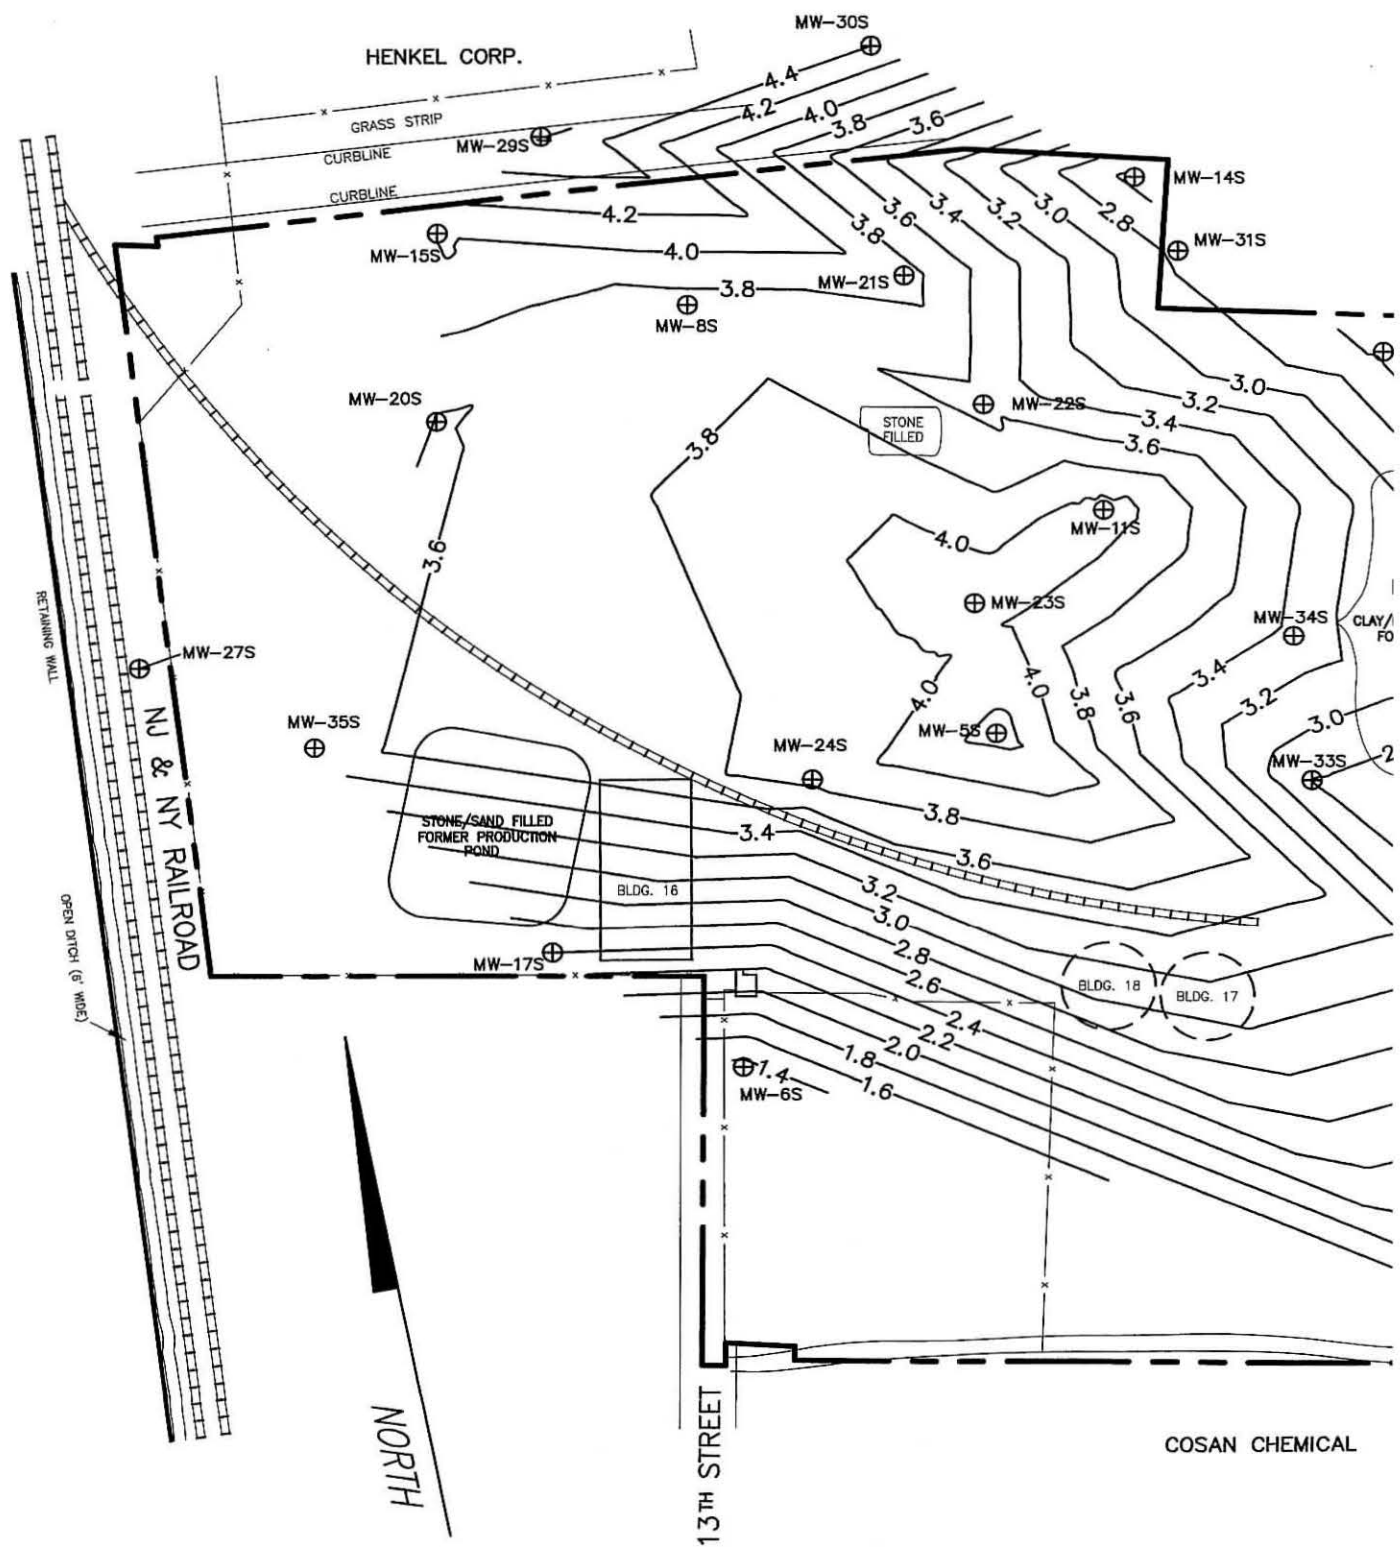 MW-30S
HENKEL CORP.
4.4
4.2
4.0
3.8
3.6
GRASS STRIP
MW-29S
CURBLINE
CURBLINE
MW-14S
4.2
3.6
3.4
3.2
3.0
2.8
MW-15S
4.0
3.8
MW-31S
MW-21S
3.8
MW-8S
MW-20S
3.0
MW-22S
3.2
STONE
FILLED
3.4
3.8
3.6
MW-11S
4.0
3.6
MW-23S
RETAINING WALL
MW-34S
CLAY/
FO
MW-27S
3.4
4.0
4.0
3.8
3.6
3.2
3.0
NJ & NY RAILROAD
MW-35S
MW-5S
MW-24S
MW-33S
2
3.8
STONE/SAND FILLED
FORMER PRODUCTION
POND
3.4
3.6
BLDG. 16
3.2
3.0
OPEN DITCH (6' WIDE)
2.8
MW-17S
2.6
BLDG. 18
BLDG. 17
2.4
2.2
2.0
1.8
1.6
1.4
MW-6S
NORTH
13TH STREET
COSAN CHEMICAL